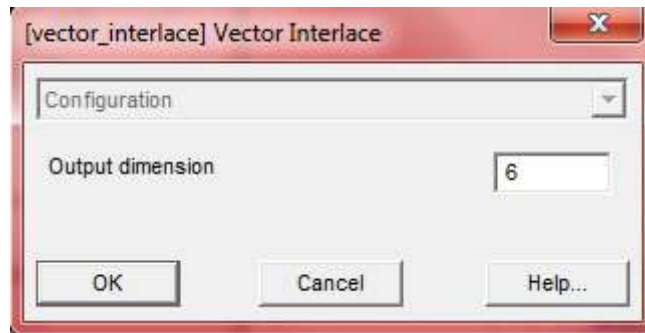 [vector_interlace] Vector Interlace
Configuration
Output dimension 6
OK Cancel Help...